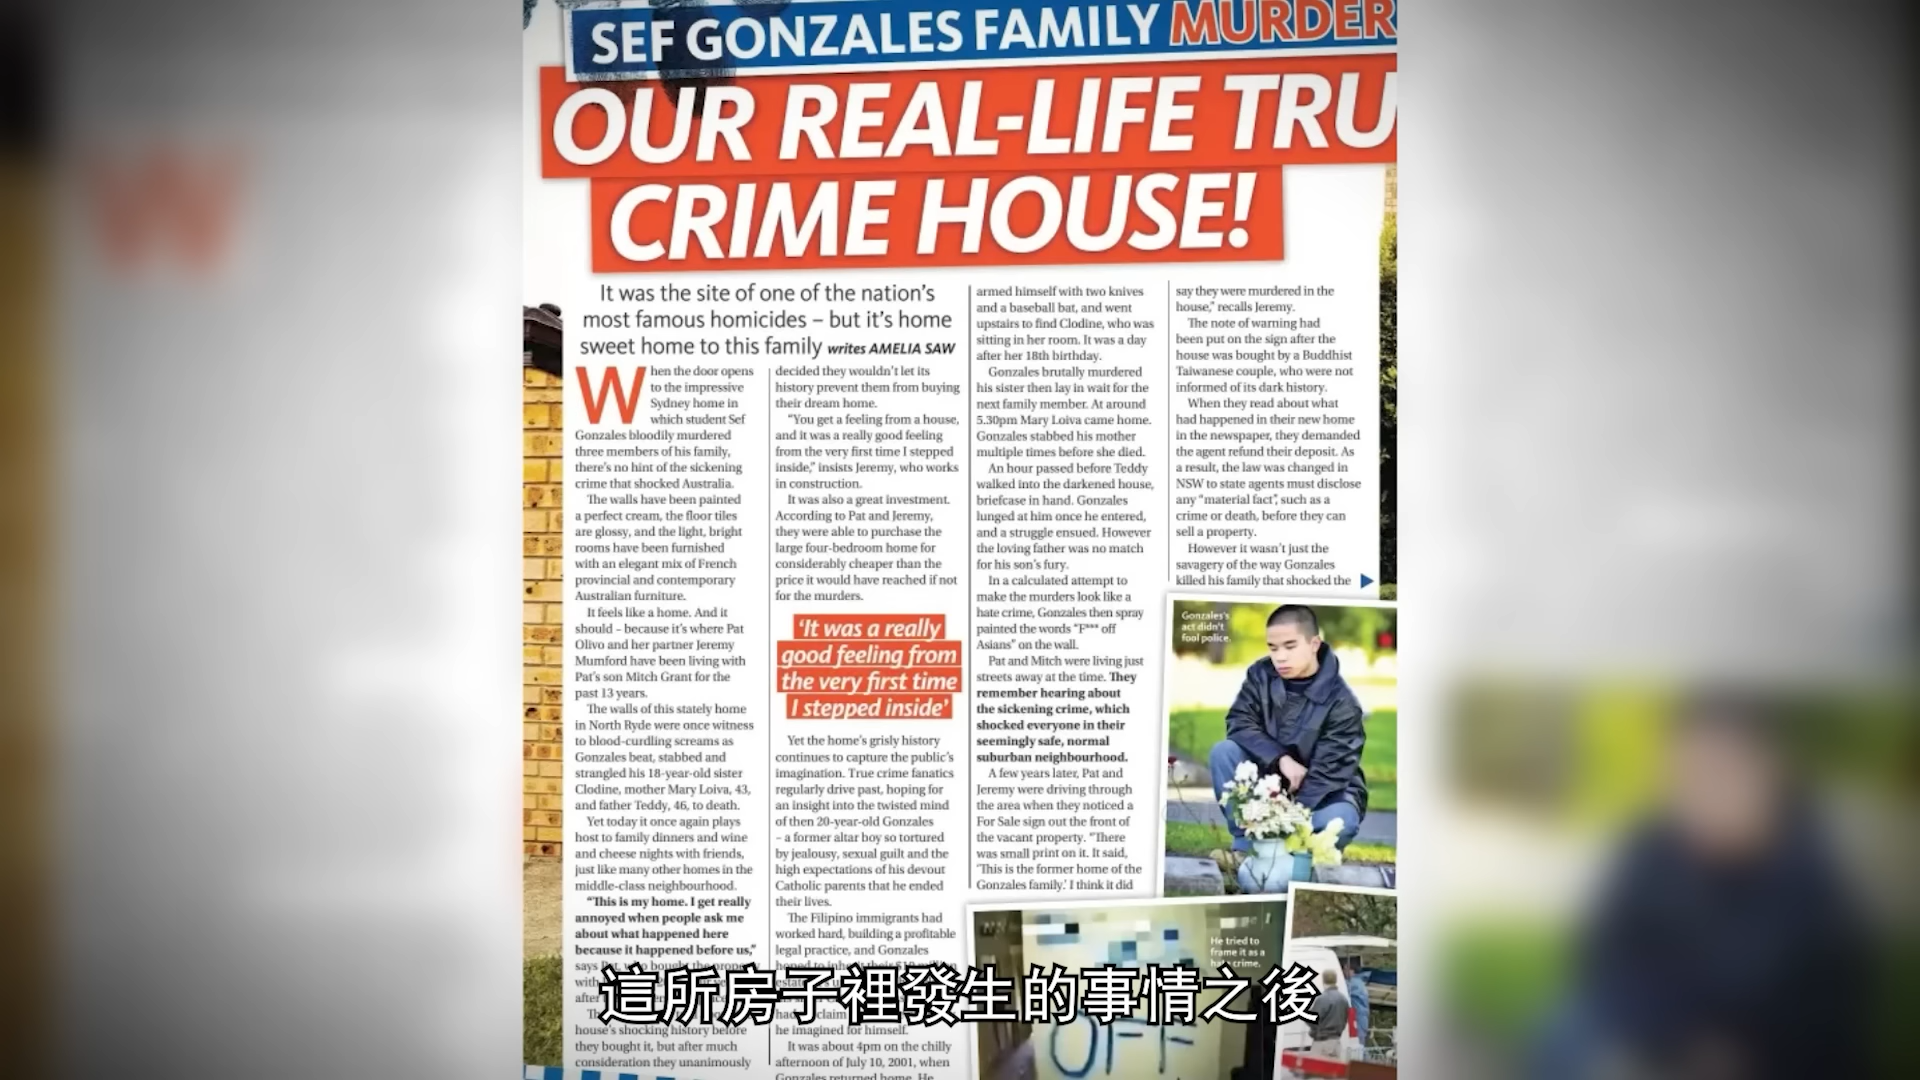 SEF GONZALES FAMILY MURDER
OUR REAL-LIFE TRU
CRIME HOUSE!
It was the site of one of the nation's
most famous homicides – but it's home
sweet home to this family writes AMELIA SAW
When the door opens
to the impressive
Sydney home in
which student Sef
Gonzales bloodily murdered
three members of his family,
there's no hint of the sickening
crime that shocked Australia.
The walls have been painted
a perfect cream, the floor tiles
are glossy, and the light, bright
rooms have been furnished
with an elegant mix of French
provincial and contemporary
Australian furniture.
It feels like a home. And it
should – because it's where Pat
Olivo and her partner Jeremy
Mumford have been living with
Pat's son Mitch Grant for the
past 13 years.
The walls of this stately home
in North Ryde were once witness
to blood-curdling screams as
Gonzales beat, stabbed and
strangled his 18-year-old sister
Clodine, mother Mary Loiva, 43,
and father Teddy, 46, to death.
Yet today it once again plays
host to family dinners and wine
and cheese nights with friends,
just like many other homes in the
middle-class neighbourhood.
"This is my home. I get really
annoyed when people ask me
about what happened here
because it happened before us,"
says
with
after
house's shocking history before
they bought it, but after much
consideration they unanimously
decided they wouldn't let its
history prevent them from buying
their dream home.
"You get a feeling from a house,
and it was a really good feeling
from the very first time I stepped
inside," insists Jeremy, who works
in construction.
It was also a great investment.
According to Pat and Jeremy,
they were able to purchase the
large four-bedroom home for
considerably cheaper than the
price it would have reached if not
for the murders.
'It was a really
good feeling from
the very first time
I stepped inside'
Yet the home's grisly history
continues to capture the public's
imagination. True crime fanatics
regularly drive past, hoping for
an insight into the twisted mind
of then 20-year-old Gonzales
– a former altar boy so tortured
by jealousy, sexual guilt and the
high expectations of his devout
Catholic parents that he ended
their lives.
The Filipino immigrants had
worked hard, building a profitable
legal practice, and Gonzales
he imagined for himself.
It was about 4pm on the chilly
afternoon of July 10, 2001, when
Gonzales returned home. He
armed himself with two knives
and a baseball bat, and went
upstairs to find Clodine, who was
sitting in her room. It was a day
after her 18th birthday.
Gonzales brutally murdered
his sister then lay in wait for the
next family member. At around
5.30pm Mary Loiva came home.
Gonzales stabbed his mother
multiple times before she died.
An hour passed before Teddy
walked into the darkened house,
briefcase in hand. Gonzales
lunged at him once he entered,
and a struggle ensued. However
the loving father was no match
for his son's fury.
In a calculated attempt to
make the murders look like a
hate crime, Gonzales then spray
painted the words "F*** off
Asians" on the wall.
Pat and Mitch were living just
streets away at the time. They
remember hearing about
the sickening crime, which
shocked everyone in their
seemingly safe, normal
suburban neighbourhood.
A few years later, Pat and
Jeremy were driving through
the area when they noticed a
For Sale sign out the front of
the vacant property. "There
was small print on it. It said,
'This is the former home of the
Gonzales family.' I think it did
say they were murdered in the
house," recalls Jeremy.
The note of warning had
been put on the sign after the
house was bought by a Buddhist
Taiwanese couple, who were not
informed of its dark history.
When they read about what
had happened in their new home
in the newspaper, they demanded
the agent refund their deposit. As
a result, the law was changed in
NSW to state agents must disclose
any "material fact", such as a
crime or death, before they can
sell a property.
However it wasn't just the
savagery of the way Gonzales
killed his family that shocked the
Gonzales's
act didn't
fool police.
He tried to
frame it as a
hate crime.
OFF
這所房子裡發生的事情之後